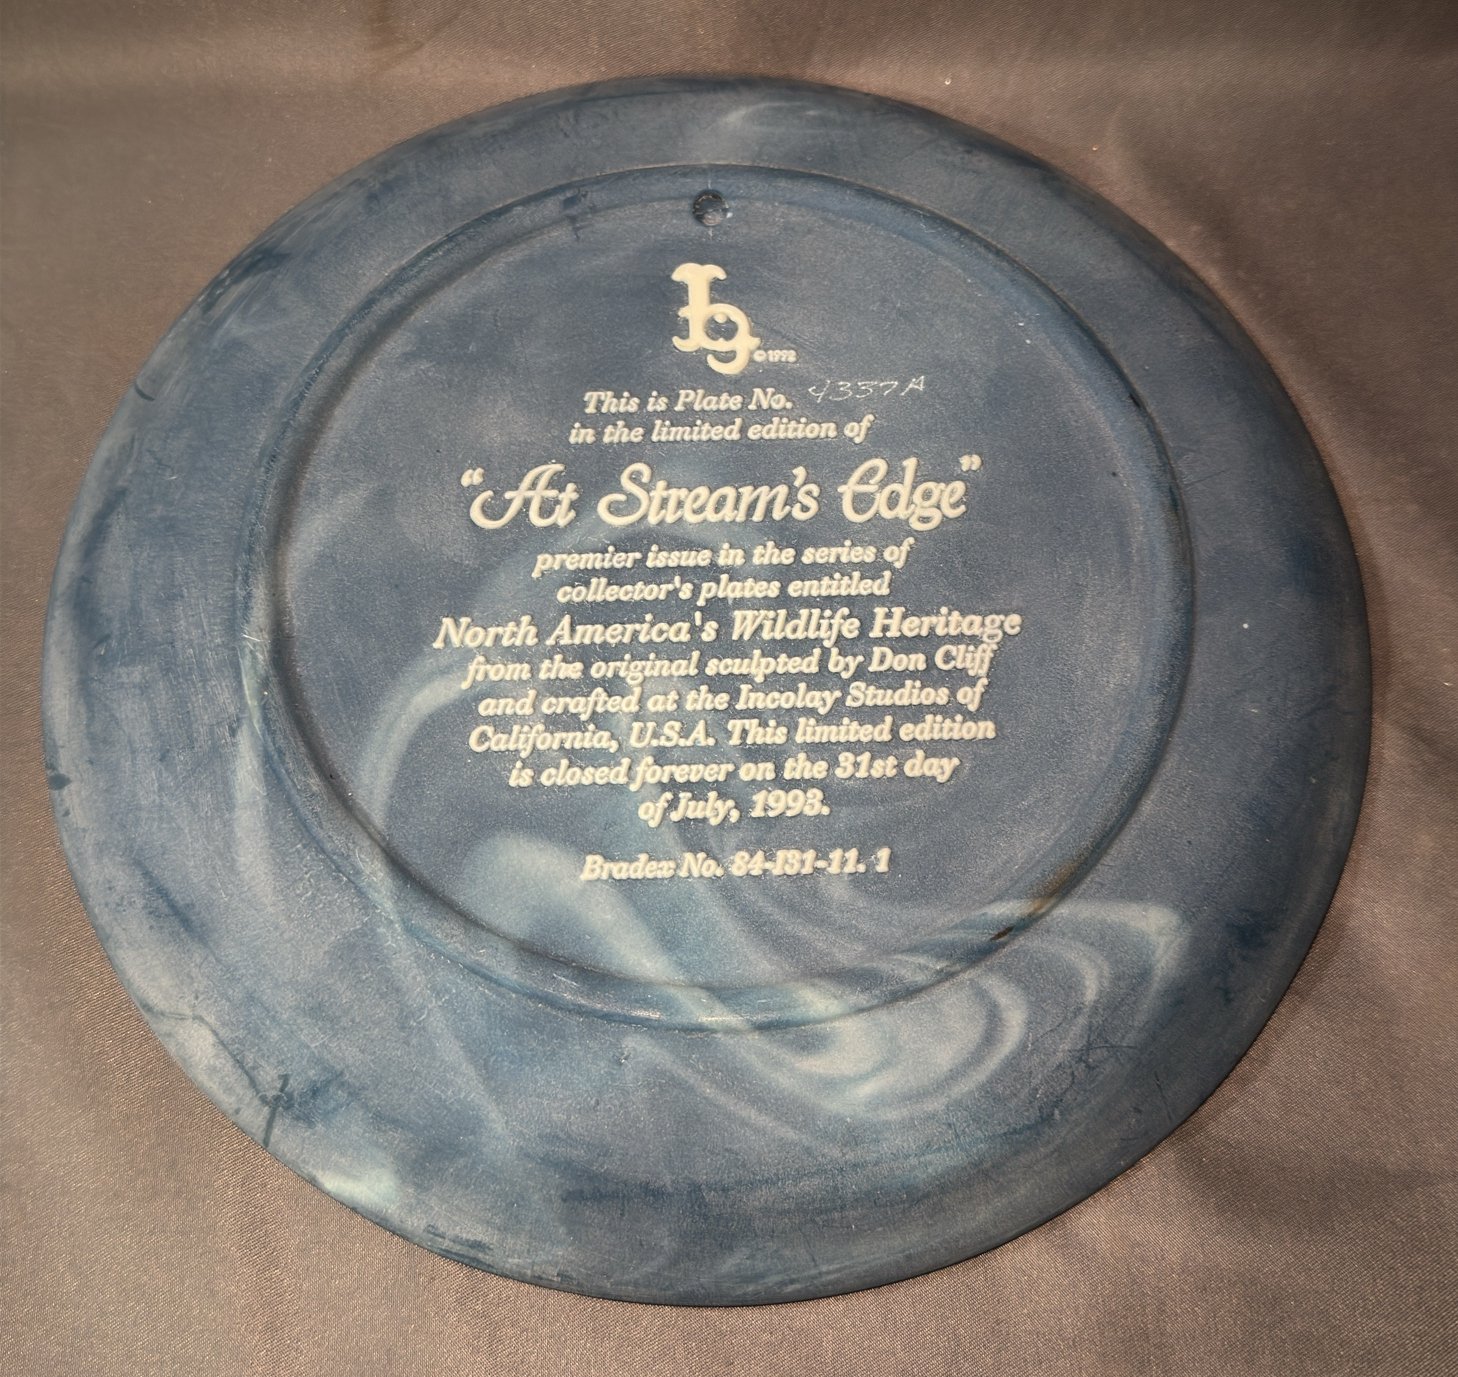 Is
©1992
This is Plate No. 4337A
in the limited edition of
“At Stream's Edge”
premier issue in the series of
collector's plates entitled
North America's Wildlife Heritage
from the original sculpted by Don Cliff
and crafted at the Incolay Studios of
California, U.S.A. This limited edition
is closed forever on the 31st day
of July, 1993.
Bradex No. 84-I31-11. 1